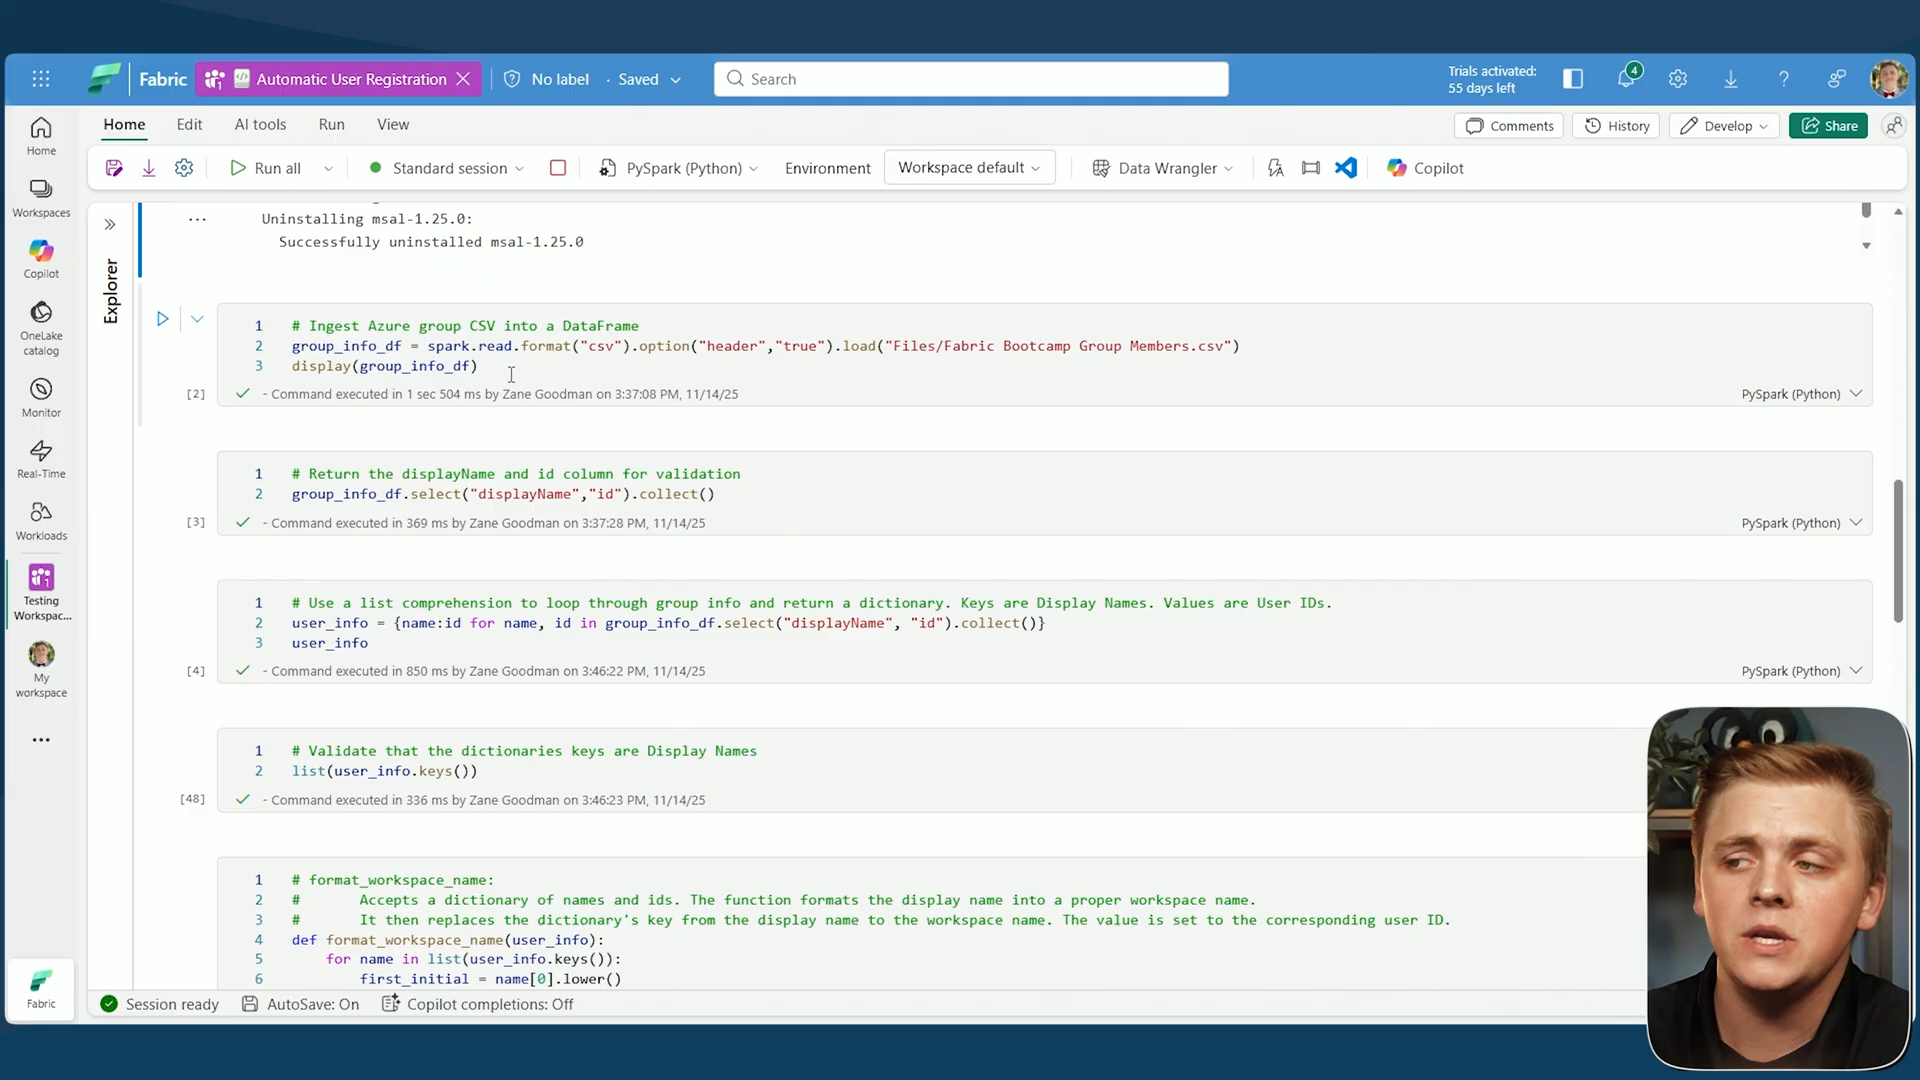 Fabric
Automatic User Registration
No label
Saved
Search
Trials activated:
55 days left
4
Home
Edit
AI tools
Run
View
Comments
History
Develop
Share
Run all
Standard session
PySpark (Python)
Environment
Workspace default
Data Wrangler
Copilot
Home
Workspaces
Copilot
OneLake
catalog
Monitor
Real-Time
Workloads
Testing
Workspac...
My
workspace
...
Fabric
Explorer
...
Uninstalling msal-1.25.0:
Successfully uninstalled msal-1.25.0
1 # Ingest Azure group CSV into a DataFrame
2 group_info_df = spark.read.format("csv").option("header","true").load("Files/Fabric Bootcamp Group Members.csv")
3 display(group_info_df)
[2] - Command executed in 1 sec 504 ms by Zane Goodman on 3:37:08 PM, 11/14/25 PySpark (Python)
1 # Return the displayName and id column for validation
2 group_info_df.select("displayName","id").collect()
[3] - Command executed in 369 ms by Zane Goodman on 3:37:28 PM, 11/14/25 PySpark (Python)
1 # Use a list comprehension to loop through group info and return a dictionary. Keys are Display Names. Values are User IDs.
2 user_info = {name:id for name, id in group_info_df.select("displayName", "id").collect()}
3 user_info
[4] - Command executed in 850 ms by Zane Goodman on 3:46:22 PM, 11/14/25 PySpark (Python)
1 # Validate that the dictionaries keys are Display Names
2 list(user_info.keys())
[48] - Command executed in 336 ms by Zane Goodman on 3:46:23 PM, 11/14/25
1 # format_workspace_name:
2 # Accepts a dictionary of names and ids. The function formats the display name into a proper workspace name.
3 # It then replaces the dictionary's key from the display name to the workspace name. The value is set to the corresponding user ID.
4 def format_workspace_name(user_info):
5 for name in list(user_info.keys()):
6 first_initial = name[0].lower()
Session ready
AutoSave: On
Copilot completions: Off